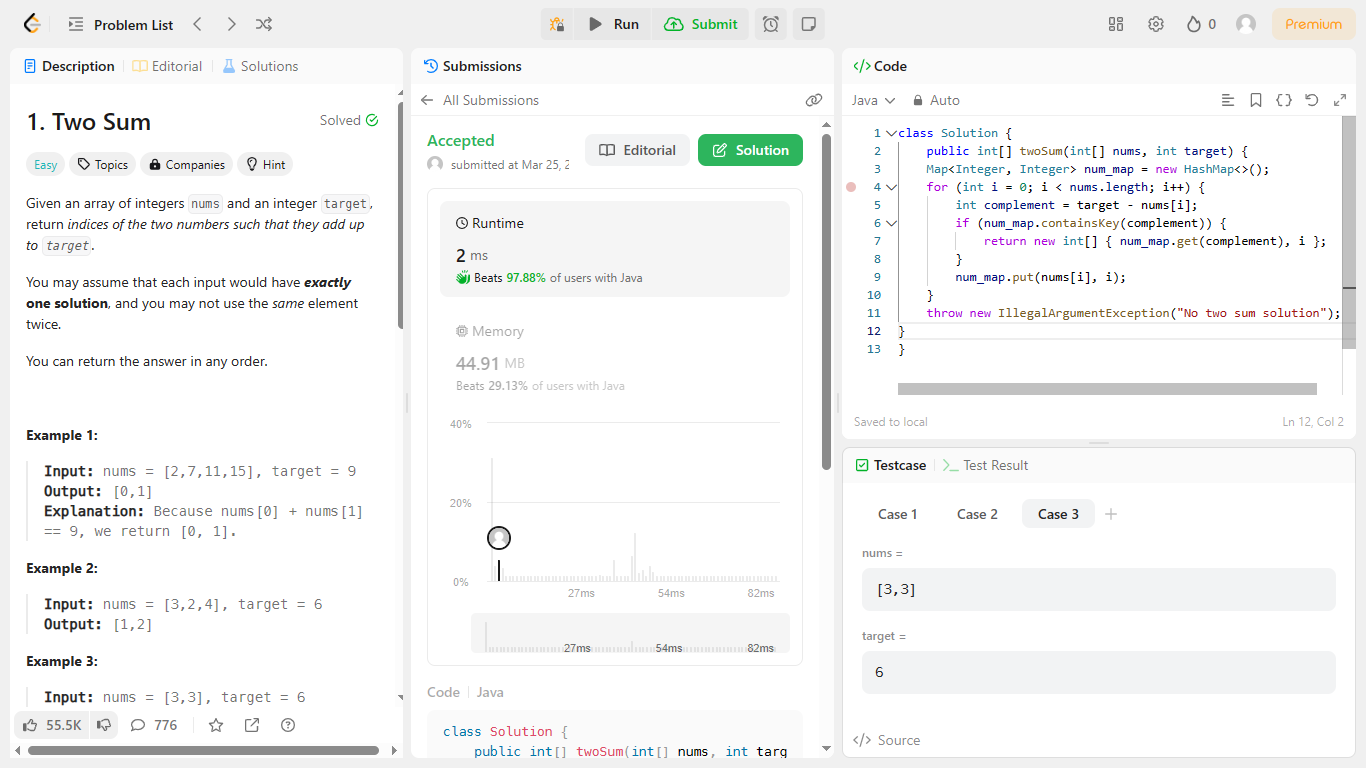 Problem List
Run
Submit
0
Premium
Description
Editorial
Solutions
1. Two Sum
Solved
Easy
Topics
Companies
Hint
Given an array of integers nums and an integer target,
return indices of the two numbers such that they add up
to target.
You may assume that each input would have exactly
one solution, and you may not use the same element
twice.
You can return the answer in any order.
Example 1:
Input: nums = [2,7,11,15], target = 9
Output: [0,1]
Explanation: Because nums[0] + nums[1]
== 9, we return [0, 1].
Example 2:
Input: nums = [3,2,4], target = 6
Output: [1,2]
Example 3:
Input: nums = [3,3], target = 6
55.5K
776
Submissions
All Submissions
Accepted
submitted at Mar 25, 2
Editorial
Solution
Runtime
2 ms
Beats 97.88% of users with Java
Memory
44.91 MB
Beats 29.13% of users with Java
40%
20%
0%
27ms 54ms 82ms
27ms 54ms 82ms
Code
Java
class Solution {
public int[] twoSum(int[] nums, int targ
</> Code
Java
Auto
1 class Solution {
2 public int[] twoSum(int[] nums, int target) {
3 Map<Integer, Integer> num_map = new HashMap<>();
4 for (int i = 0; i < nums.length; i++) {
5 int complement = target - nums[i];
6 if (num_map.containsKey(complement)) {
7 return new int[] { num_map.get(complement), i };
8 }
9 num_map.put(nums[i], i);
10 }
11 throw new IllegalArgumentException("No two sum solution");
12 }
13 }
Saved to local
Ln 12, Col 2
Testcase
Test Result
Case 1
Case 2
Case 3
+
nums =
[3,3]
target =
6
</> Source